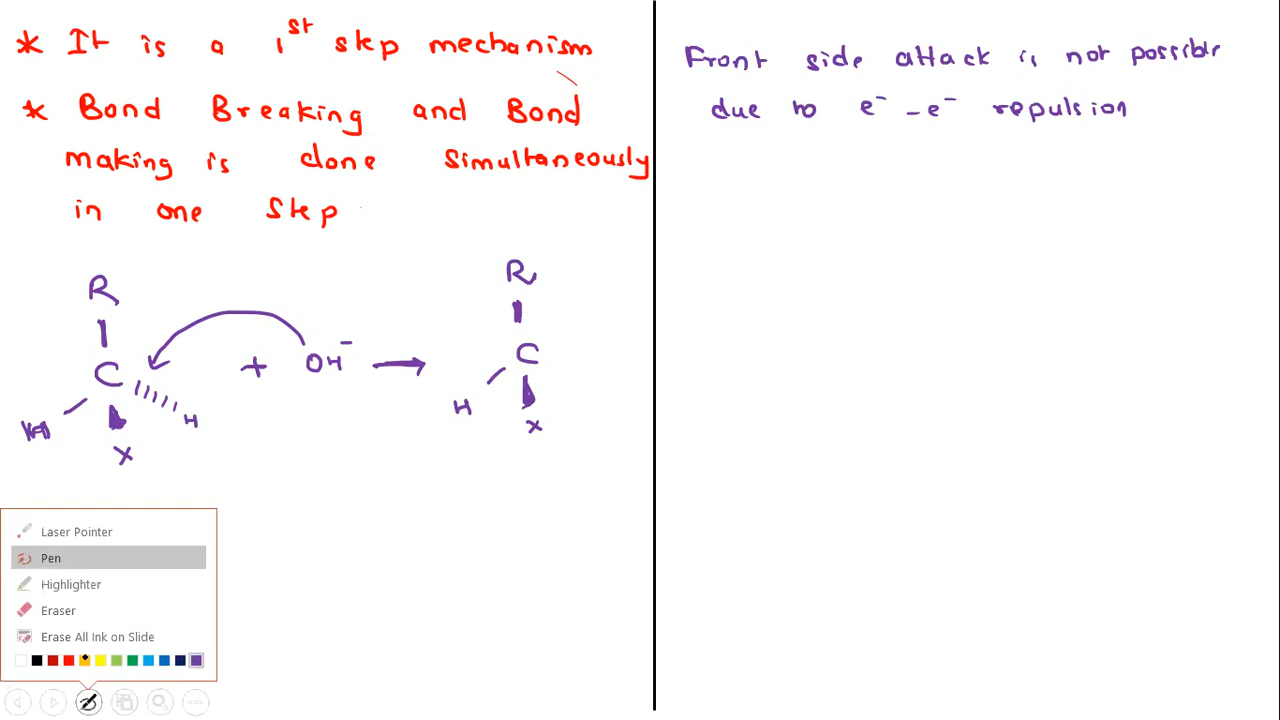 * It is a 1st step mechanism
* Bond Breaking and Bond
making is done simultaneously
in one step
Front side attack is not possible
due to e⁻ - e⁻ repulsion
R
C
H
X
+ OH⁻ →
R
C
H
X
Laser Pointer
Pen
Highlighter
Eraser
Erase All Ink on Slide